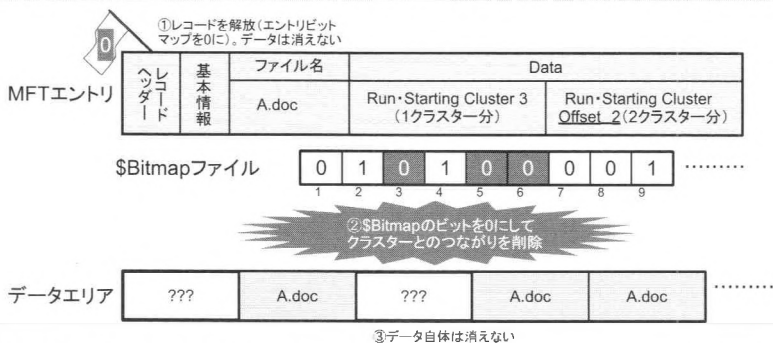 ①レコードを解放(エントリビット
マップを0に)。データは消えない
0
MFTエントリ
レコード
ヘッダー
基本情報
ファイル名
Data
A.doc
Run・Starting Cluster 3
(1クラスター分)
Run・Starting Cluster
Offset 2(2クラスター分)
$Bitmapファイル
0 1 0 1 0 0 0 0 1 ………
1 2 3 4 5 6 7 8 9
②$Bitmapのビットを0にして
クラスターとのつながりを削除
データエリア
??? A.doc ??? A.doc A.doc ………
③データ自体は消えない